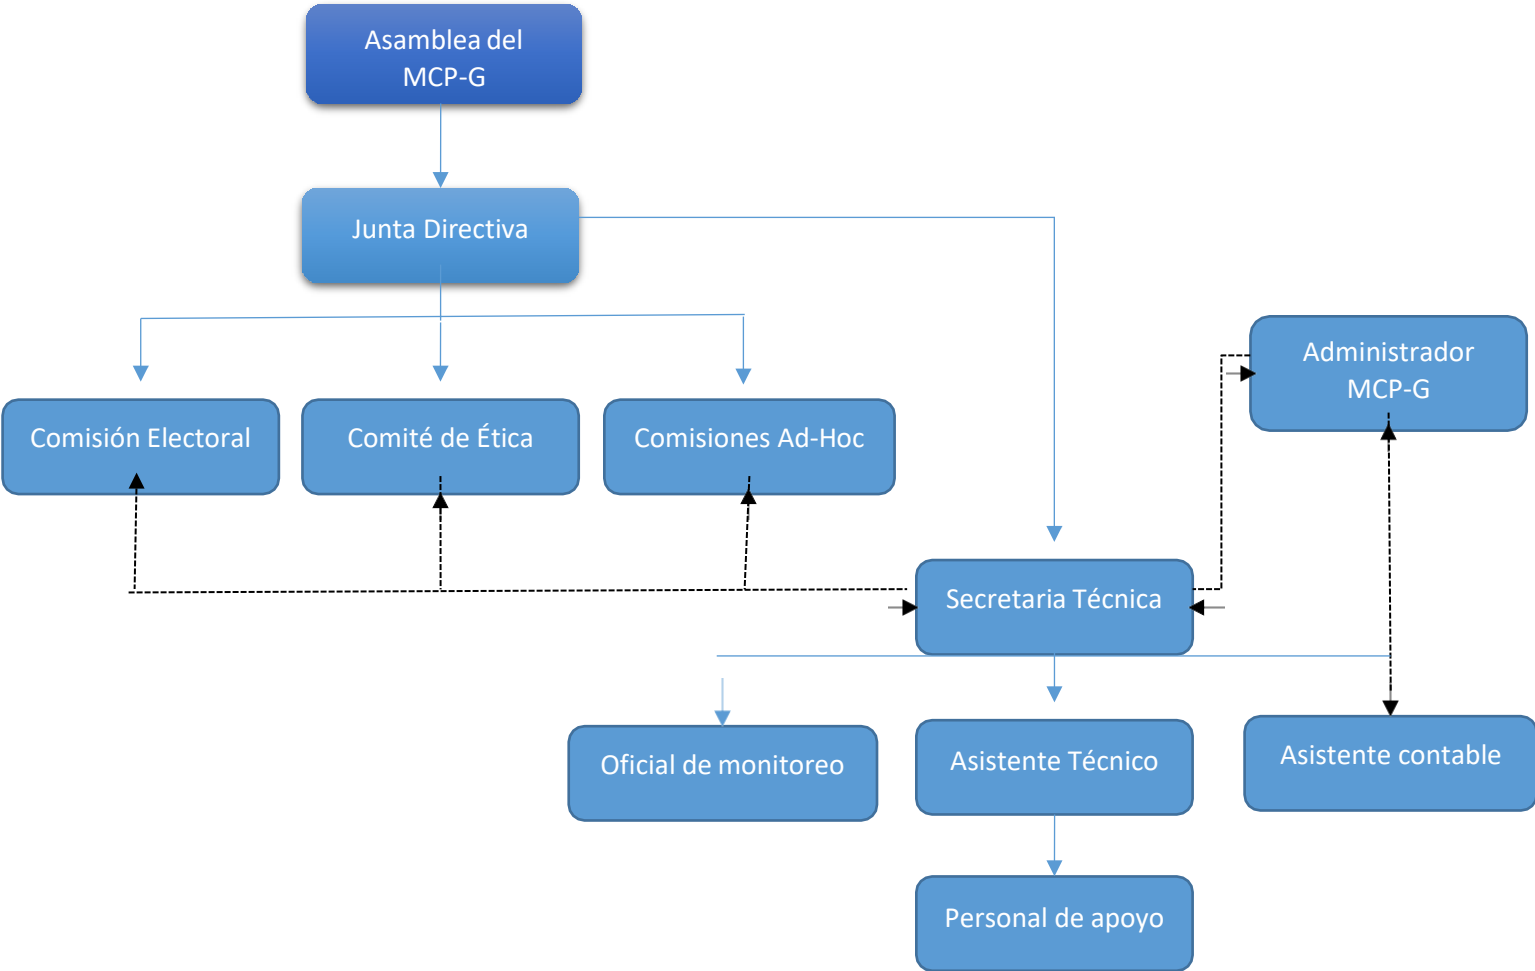 Asamblea del
MCP-G
Junta Directiva
Administrador
MCP-G
Comisión Electoral
Comité de Ética
Comisiones Ad-Hoc
Secretaria Técnica
Oficial de monitoreo
Asistente Técnico
Asistente contable
Personal de apoyo